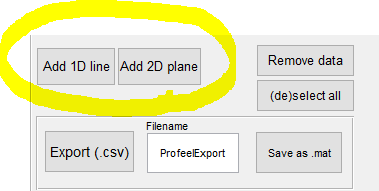 Add 1D line
Add 2D plane
Remove data
(de)select all
Filename
Export (.csv)
ProfeelExport
Save as .mat